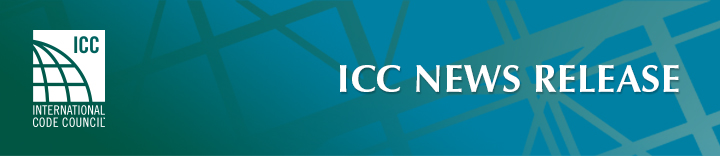 ICC
INTERNATIONAL
CODE COUNCIL
ICC NEWS RELEASE